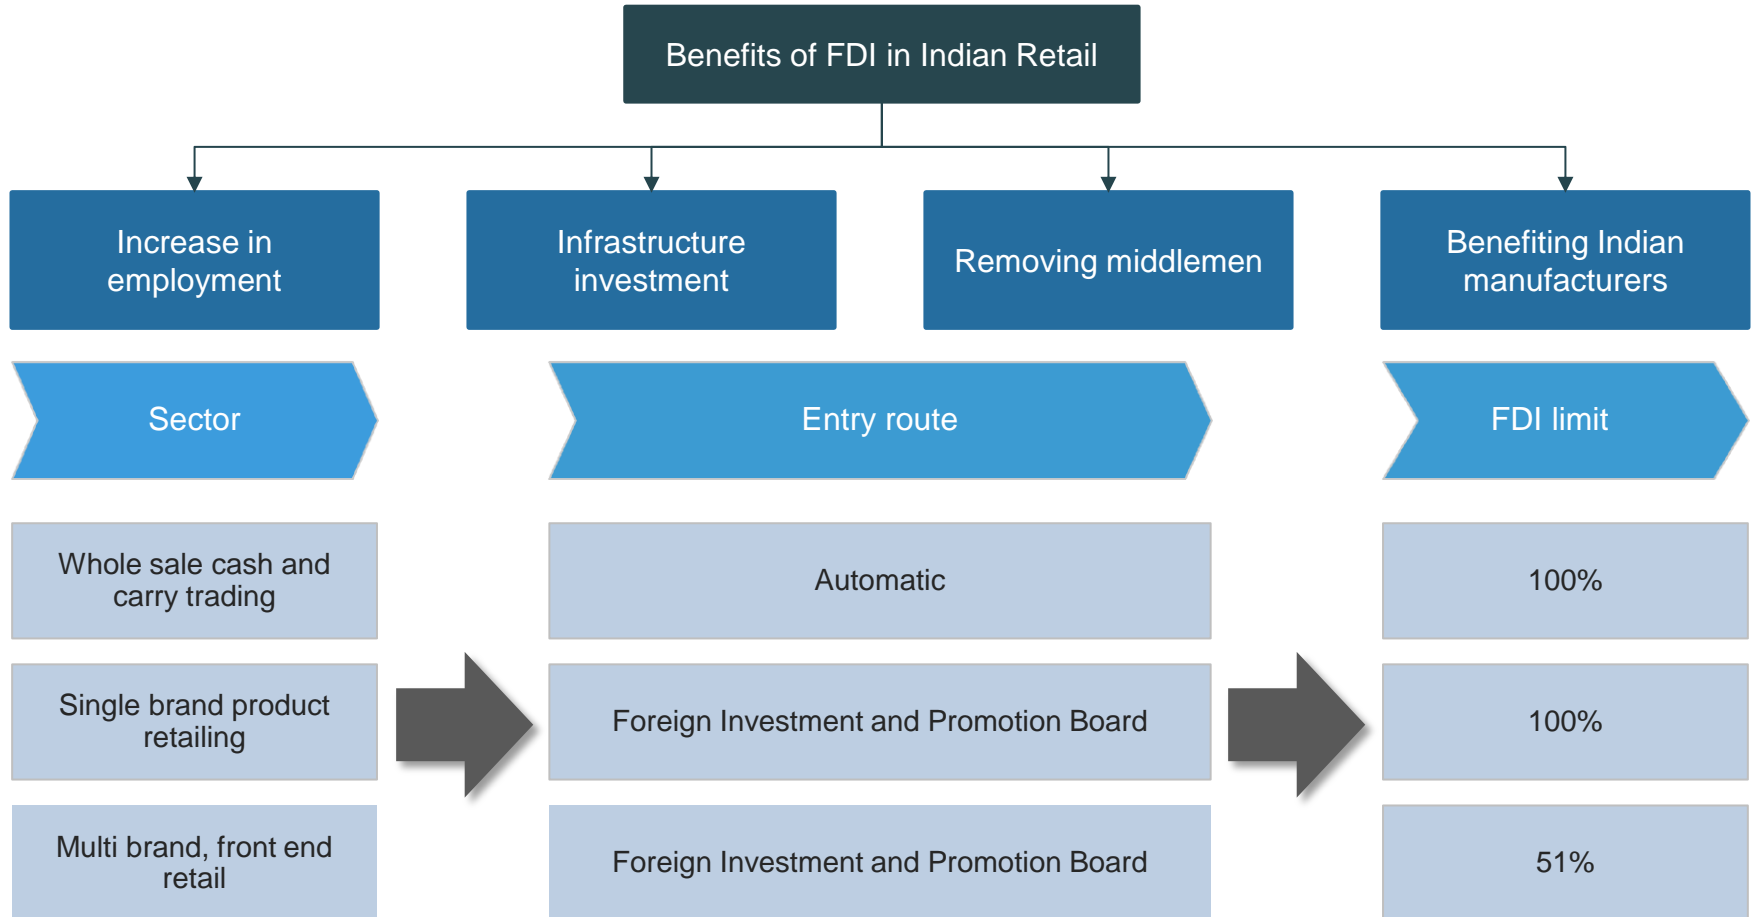 Benefits of FDI in Indian Retail
Increase in
employment
Infrastructure
investment
Removing middlemen
Benefiting Indian
manufacturers
Sector
Entry route
FDI limit
Whole sale cash and
carry trading
Automatic
100%
Single brand product
retailing
Foreign Investment and Promotion Board
100%
Multi brand, front end
retail
Foreign Investment and Promotion Board
51%